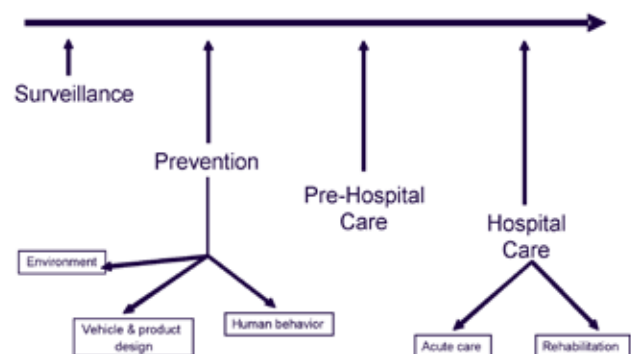 Surveillance
Prevention
Pre-Hospital
Care
Hospital
Care
Environment
Vehicle & product
design
Human behavior
Acute care
Rehabilitation